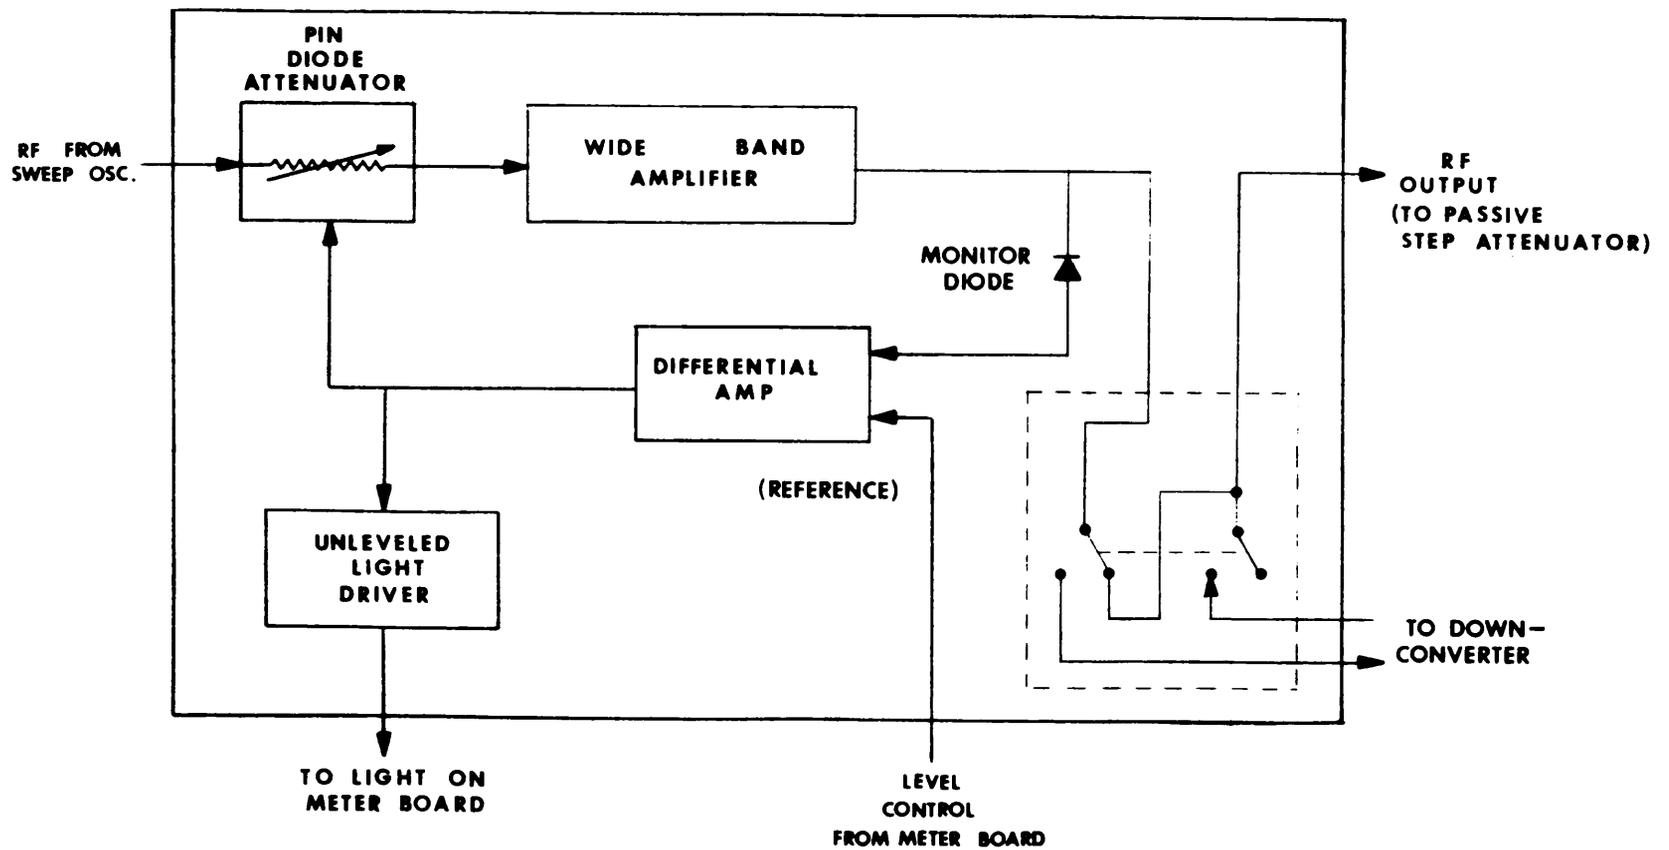 PIN
DIODE
ATTENUATOR
RF FROM
SWEEP OSC.
WIDE BAND
AMPLIFIER
RF
OUTPUT
(TO PASSIVE
STEP ATTENUATOR)
MONITOR
DIODE
DIFFERENTIAL
AMP
(REFERENCE)
UNLEVELED
LIGHT
DRIVER
TO DOWN-
CONVERTER
TO LIGHT ON
METER BOARD
LEVEL
CONTROL
FROM METER BOARD